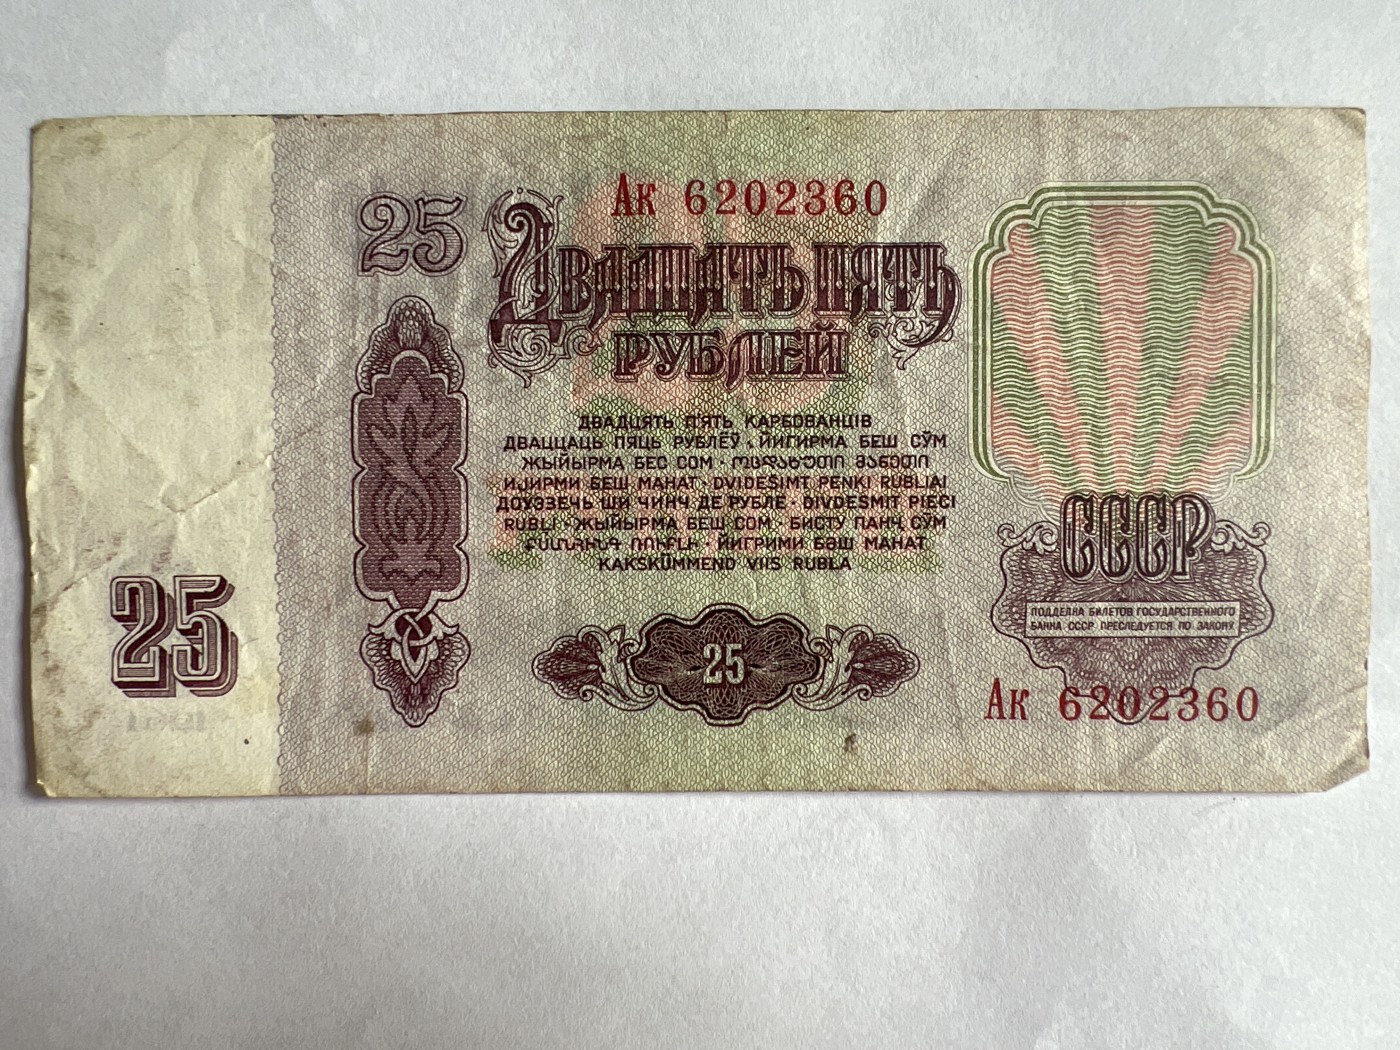 Ак 6202360
25
Двадцать пять
рублей
ДВАДЦЯТЬ П'ЯТЬ КАРБОВАНЦІВ
ДВАЦЦАЦЬ ПЯЦЬ РУБЛЁЎ · ЙИГИРМА БЕШ СЎМ
ЖЫЙЫРМА БЕС СОМ · ოცდახუთი მანეთი
ИЈИРМИ БЕШ МАНАТ · DVIDEŠIMT PENKI RUBLIAI
ДОУЭЗЕЧЬ ШИ ЧИНЧ ДЕ РУБЛЕ · DIVDESMIT PIECI
RUBĻI · ЖЫЙЫРМА БЕШ СОМ · БИСТУ ПАНҶ СӮМ
ՔՍԱՆՀԻՆԳ ՌՈՒԲԼԻ · ЙИГРИМИ БӘШ МАНАТ
KAKSKÜMMEND VIIS RUBLA
СССР
ПОДДЕЛКА БИЛЕТОВ ГОСУДАРСТВЕННОГО
БАНКА СССР ПРЕСЛЕДУЕТСЯ ПО ЗАКОНУ
25
25
Ак 6202360